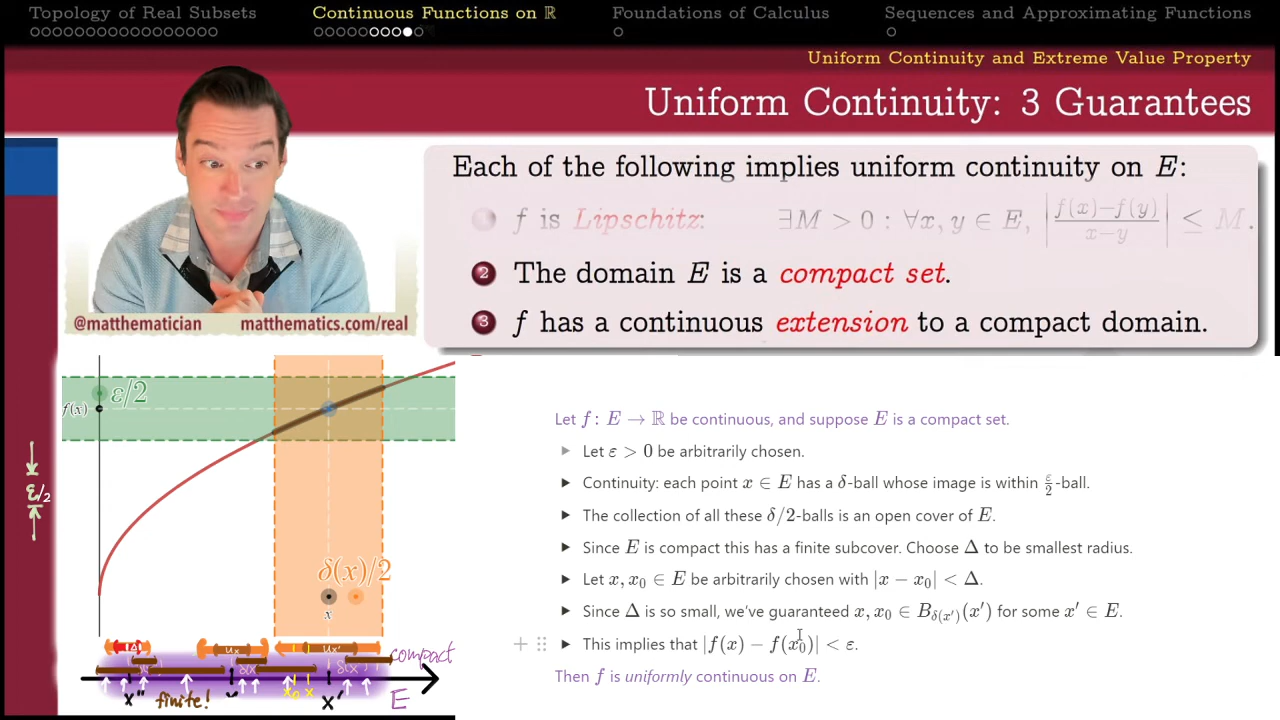 Topology of Real Subsets Continuous Functions on ℝ Foundations of Calculus Sequences and Approximating Functions
Uniform Continuity and Extreme Value Property
Uniform Continuity: 3 Guarantees
Each of the following implies uniform continuity on E:
f is Lipschitz: ∃M > 0 : ∀x, y ∈ E, |f(x)−f(y) / x−y| ≤ M.
2 The domain E is a compact set.
3 f has a continuous extension to a compact domain.
@matthematician matthematics.com/real
ε/2
f(x)
ε/2
δ(x)/2
x
Let f : E → ℝ be continuous, and suppose E is a compact set.
Let ε > 0 be arbitrarily chosen.
Continuity: each point x ∈ E has a δ-ball whose image is within ε/2-ball.
The collection of all these δ/2-balls is an open cover of E.
Since E is compact this has a finite subcover. Choose Δ to be smallest radius.
Let x, x₀ ∈ E be arbitrarily chosen with |x − x₀| < Δ.
Since Δ is so small, we've guaranteed x, x₀ ∈ B_δ(x′)(x′) for some x′ ∈ E.
This implies that |f(x) − f(x₀)| < ε.
Then f is uniformly continuous on E.
Δ Ux Ux' compact
x" finite! x₀ x x' E